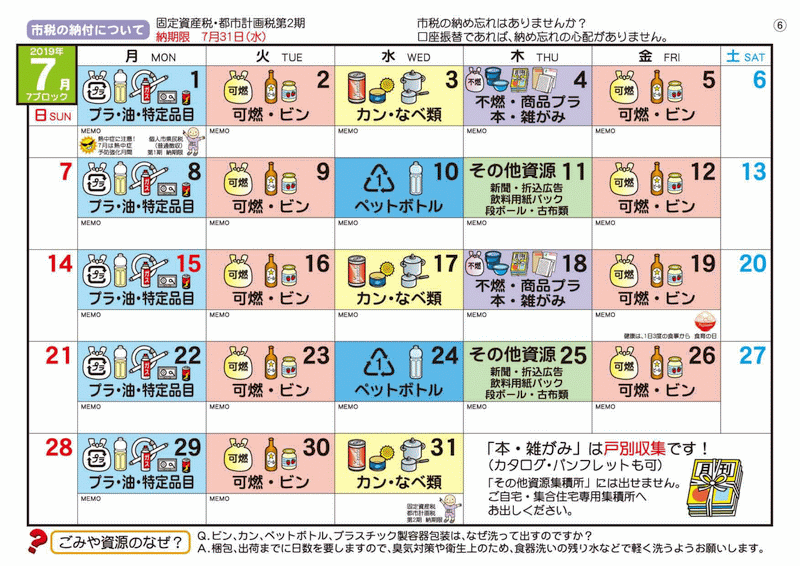 市税の納付について
固定資産税・都市計画税第2期
納期限 7月31日(水)
市税の納め忘れはありませんか?
口座振替であれば、納め忘れの心配がありません。
⑥
2019年
7月
7ブロック
日 SUN
月 MON
火 TUE
水 WED
木 THU
金 FRI
土 SAT
1
プラ・油・特定品目
MEMO
熱中症に注意!
7月は熱中症
予防強化月間
個人市県民税
(普通徴収)
第1期 納期限
可燃
2
可燃・ビン
MEMO
3
カン・なべ類
MEMO
不燃
4
不燃・商品プラ
本・雑がみ
MEMO
可燃
5
可燃・ビン
MEMO
6
7
8
プラ・油・特定品目
MEMO
可燃
9
可燃・ビン
MEMO
1
10
ペットボトル
MEMO
その他資源 11
新聞・折込広告
飲料用紙パック
段ボール・古布類
MEMO
可燃
12
可燃・ビン
MEMO
13
14
15
プラ・油・特定品目
MEMO
可燃
16
可燃・ビン
MEMO
17
カン・なべ類
MEMO
不燃
18
不燃・商品プラ
本・雑がみ
MEMO
可燃
19
可燃・ビン
MEMO
健康は、1日3度の食事から 食育の日
20
21
22
プラ・油・特定品目
MEMO
可燃
23
可燃・ビン
MEMO
1
24
ペットボトル
MEMO
その他資源 25
新聞・折込広告
飲料用紙パック
段ボール・古布類
MEMO
可燃
26
可燃・ビン
MEMO
27
28
29
プラ・油・特定品目
MEMO
可燃
30
可燃・ビン
MEMO
31
カン・なべ類
MEMO
固定資産税
都市計画税
第2期 納期限
「本・雑がみ」は戸別収集です!
(カタログ・パンフレットも可)
「その他資源集積所」には出せません。
ご自宅・集合住宅専用集積所へ
お出しください。
月刊
ごみや資源のなぜ?
Q.ビン、カン、ペットボトル、プラスチック製容器包装は、なぜ洗って出すのですか?
A.梱包、出荷までに日数を要しますので、臭気対策や衛生上のため、食器洗いの残り水などで軽く洗うようお願いします。